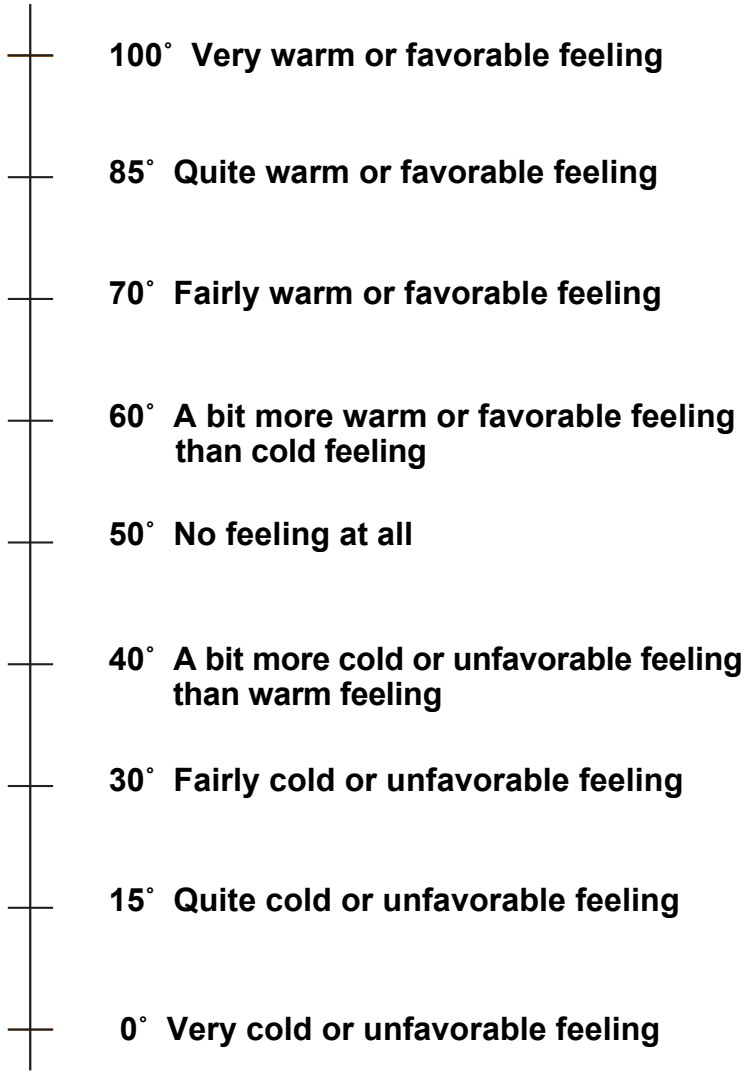 100˚ Very warm or favorable feeling
85˚ Quite warm or favorable feeling
70˚ Fairly warm or favorable feeling
60˚ A bit more warm or favorable feeling
than cold feeling
50˚ No feeling at all
40˚ A bit more cold or unfavorable feeling
than warm feeling
30˚ Fairly cold or unfavorable feeling
15˚ Quite cold or unfavorable feeling
0˚ Very cold or unfavorable feeling